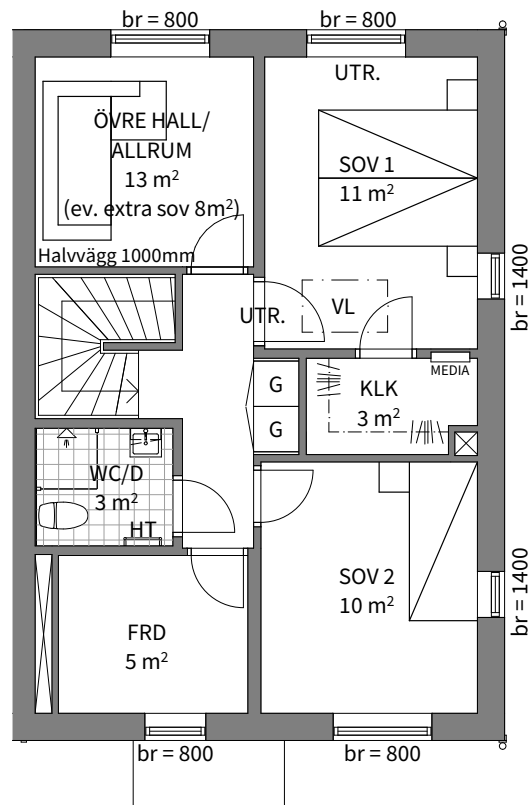 br = 800
br = 800
UTR.
ÖVRE HALL/
ALLRUM
13 m²
(ev. extra sov 8m²)
SOV 1
11 m²
Halvvägg 1000mm
br = 1400
UTR.
VL
MEDIA
G
KLK
3 m²
G
WC/D
3 m²
HT
SOV 2
10 m²
br = 1400
FRD
5 m²
br = 800
br = 800